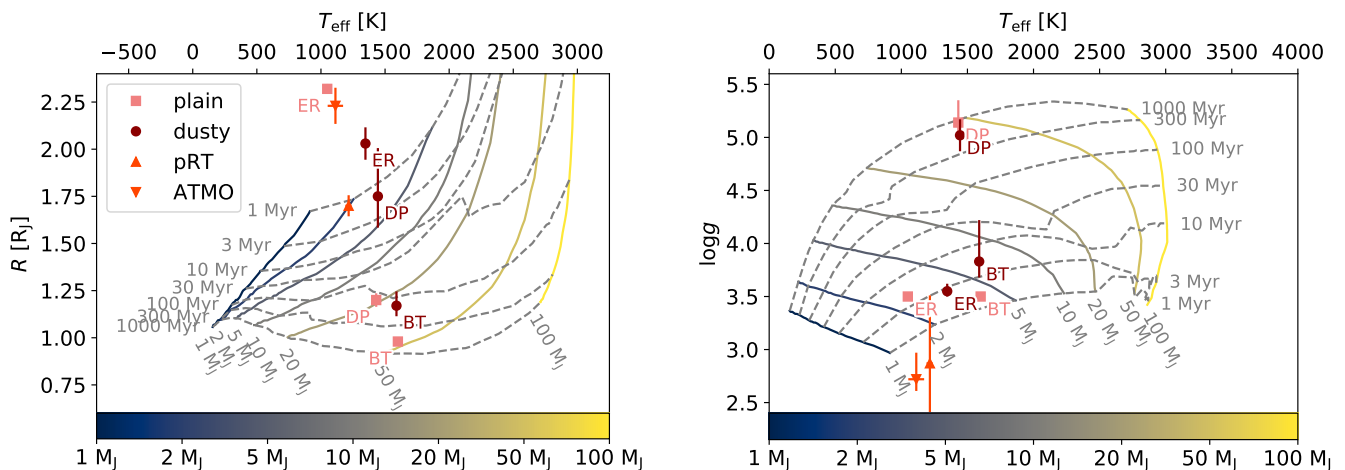 T_eff [K]
−500 0 500 1000 1500 2000 2500 3000
R [R_J]
2.25
2.00
1.75
1.50
1.25
1.00
0.75
plain
dusty
pRT
ATMO
ER
ER
DP
DP
BT
BT
1 Myr
3 Myr
10 Myr
30 Myr
100 Myr
300 Myr
1000 Myr
1 M_J
2 M_J
5 M_J
10 M_J
20 M_J
50 M_J
100 M_J
1 M_J 2 M_J 5 M_J 10 M_J 20 M_J 50 M_J 100 M_J
T_eff [K]
0 500 1000 1500 2000 2500 3000 3500 4000
logg
5.5
5.0
4.5
4.0
3.5
3.0
2.5
DP
DP
BT
ER
ER
BT
1000 Myr
300 Myr
100 Myr
30 Myr
10 Myr
3 Myr
1 Myr
1 M_J
2 M_J
5 M_J
10 M_J
20 M_J
50 M_J
100 M_J
1 M_J 2 M_J 5 M_J 10 M_J 20 M_J 50 M_J 100 M_J